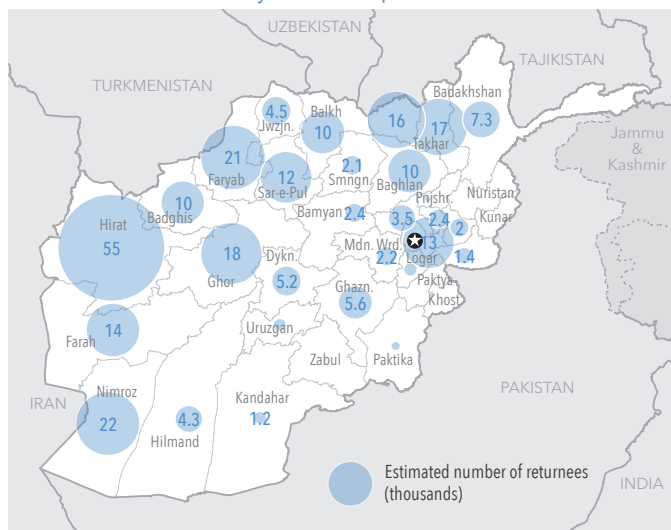 UZBEKISTAN
TAJIKISTAN
TURKMENISTAN
Badakhshan
4.5
Balkh
Jwzjn.
10
16
17
7.3
Takhar
Jammu
&
Kashmir
21
Faryab
12
Sar-e-Pul
2.1
Smngn.
10
Baghlan
Prjshr.
Nuristan
10
Badghis
Bamyan
2.4
3.5
2.4
2
Kunar
Hirat
55
18
Ghor
Dykn.
5.2
Mdn. Wrd.
2.2
13
Logar
1.4
Paktya
Khost
Ghazn.
5.6
14
Farah
Uruzgan
Zabul
Paktika
IRAN
Nimroz
22
4.3
Hilmand
Kandahar
1.2
PAKISTAN
Estimated number of returnees
(thousands)
INDIA